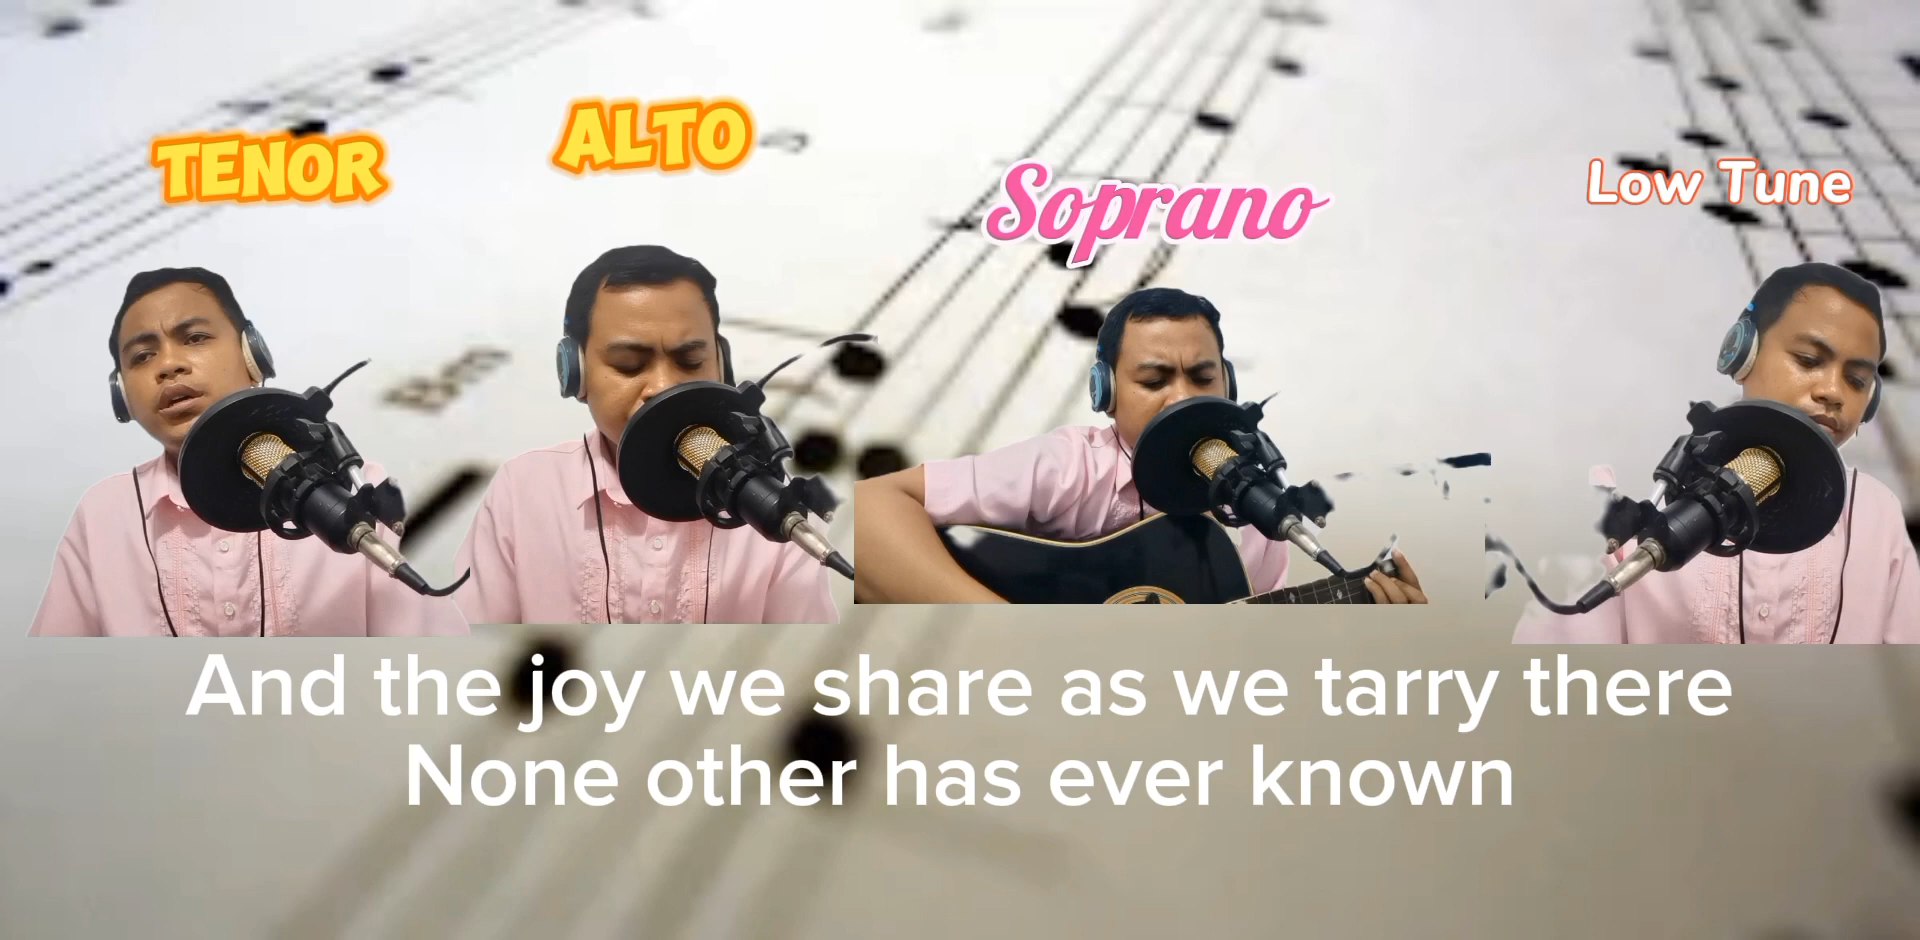 TENOR
ALTO
Soprano
Low Tune
And the joy we share as we tarry there
None other has ever known